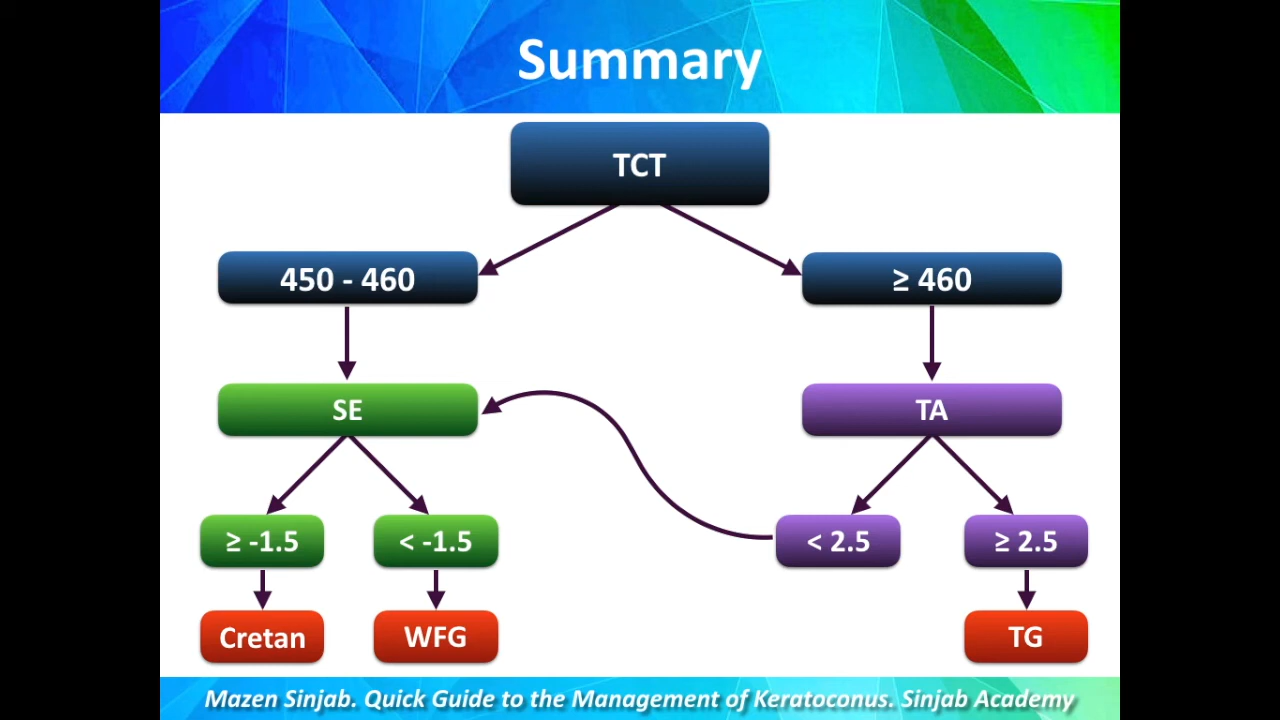 Summary
TCT
450 - 460
≥ 460
SE
TA
≥ -1.5
< -1.5
< 2.5
≥ 2.5
Cretan
WFG
TG
Mazen Sinjab. Quick Guide to the Management of Keratoconus. Sinjab Academy